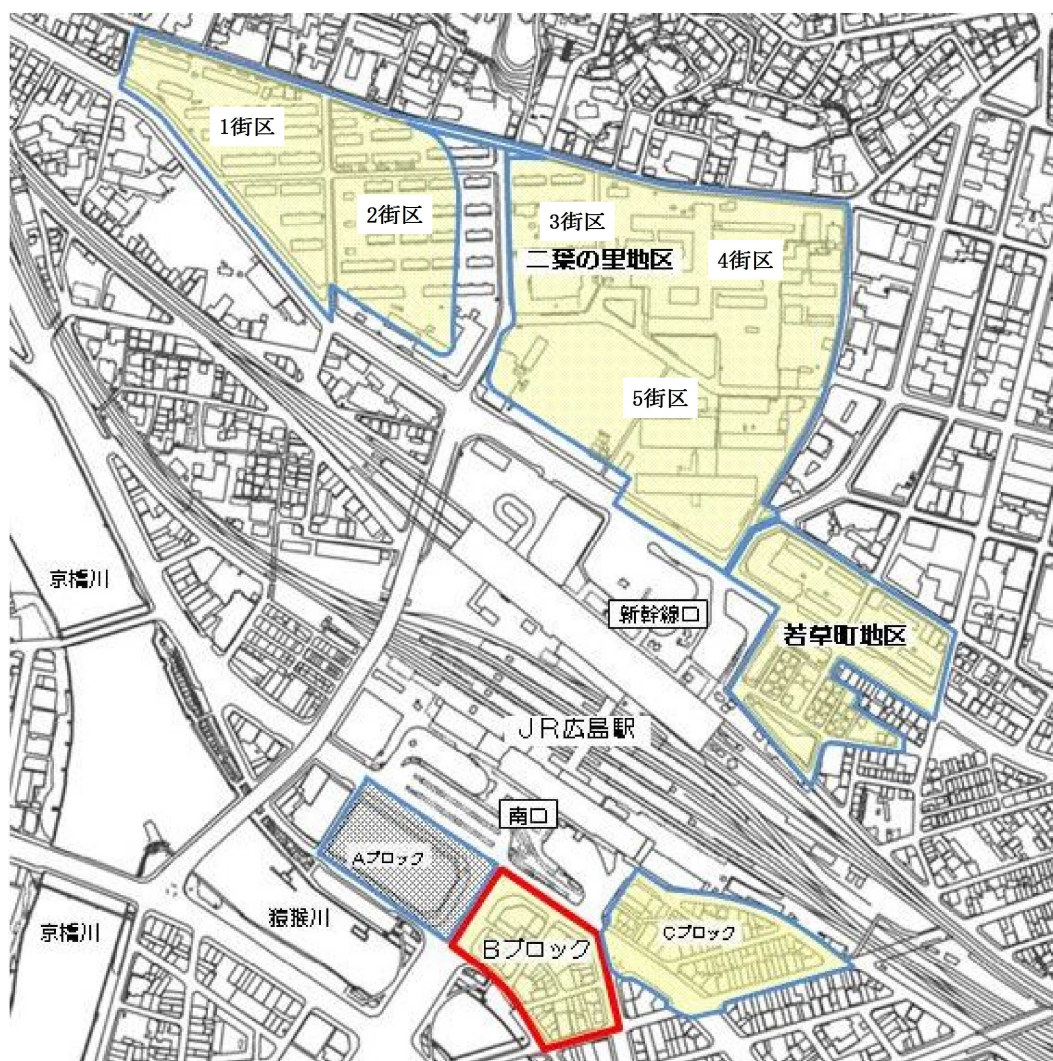 1街区
2街区
3街区
二葉の里地区
4街区
5街区
京橋川
新幹線口
若草町地区
JR広島駅
南口
Aブロック
猿猴川
京橋川
Bブロック
Cブロック